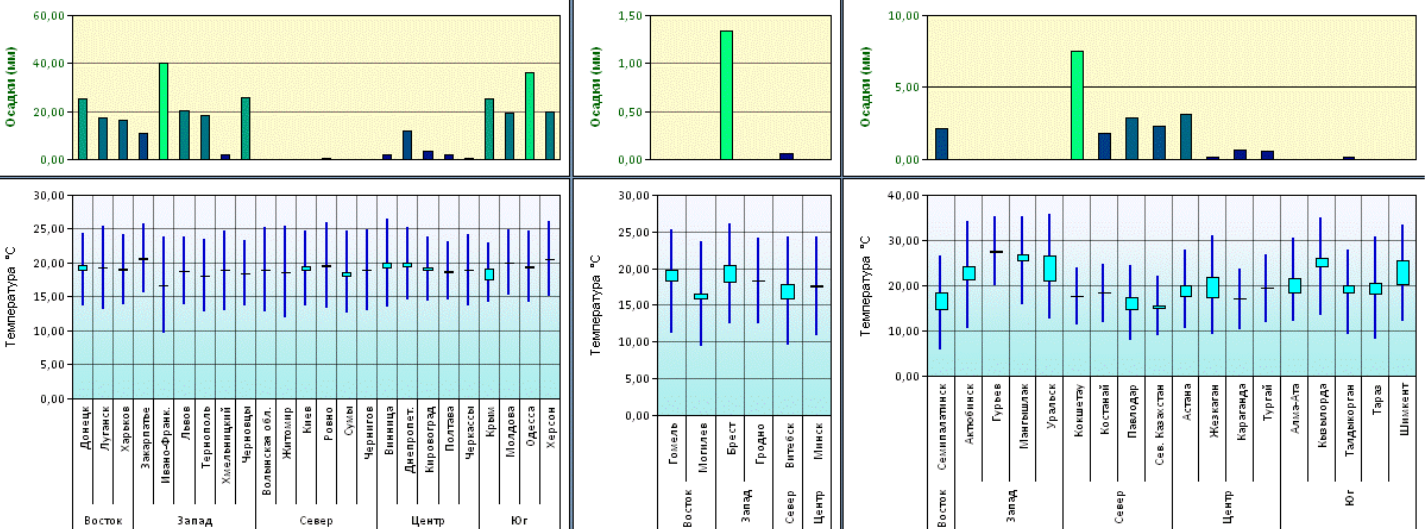 60,00
40,00
20,00
0,00
Осадки (мм)
1,50
1,00
0,50
0,00
Осадки (мм)
10,00
5,00
0,00
Осадки (мм)
30,00
25,00
20,00
15,00
10,00
5,00
0,00
Температура °С
Донецк
Луганск
Харьков
Закарпатье
Ивано-Франк.
Львов
Тернополь
Хмельницкий
Черновцы
Волынская обл.
Житомир
Киев
Ровно
Сумы
Чернигов
Винница
Днепропет.
Кировоград
Полтава
Черкассы
Крым
Молдова
Одесса
Херсон
Восток
Запад
Север
Центр
Юг
30,00
25,00
20,00
15,00
10,00
5,00
0,00
Температура °С
Гомель
Могилев
Брест
Гродно
Витебск
Минск
Восток
Запад
Север
Центр
40,00
30,00
20,00
10,00
0,00
Температура °С
Семипалатинск
Актюбинск
Гурьев
Мангышлак
Уральск
Кокшетау
Костанай
Павлодар
Сев. Казахстан
Астана
Жезказган
Караганда
Тургай
Алма-Ата
Кызылорда
Талдыкорган
Тараз
Шимкент
Восток
Запад
Север
Центр
Юг